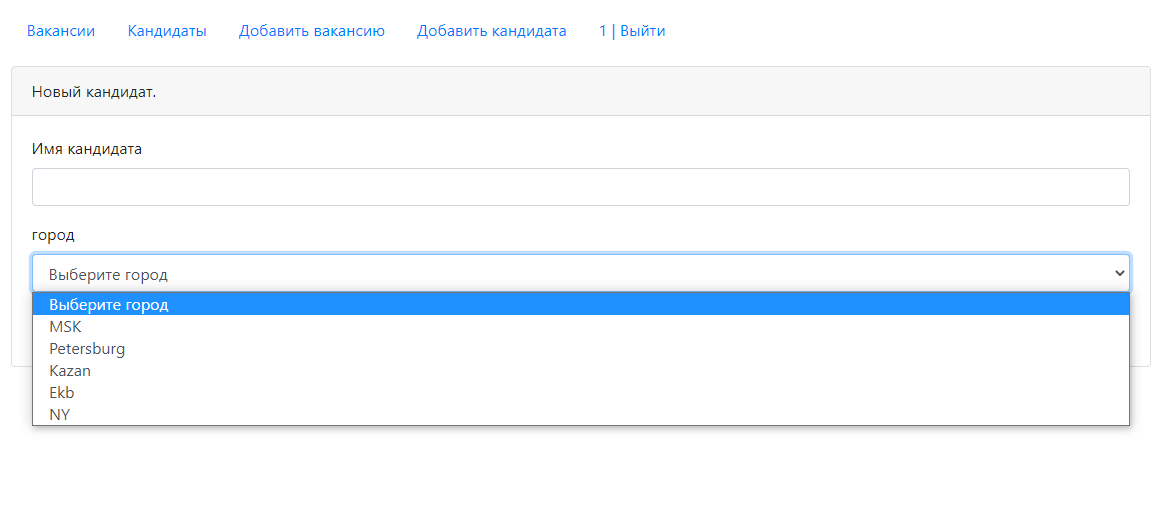 Вакансии Кандидаты Добавить вакансию Добавить кандидата 1 | Выйти
Новый кандидат.
Имя кандидата
город
Выберите город
Выберите город
MSK
Petersburg
Kazan
Ekb
NY